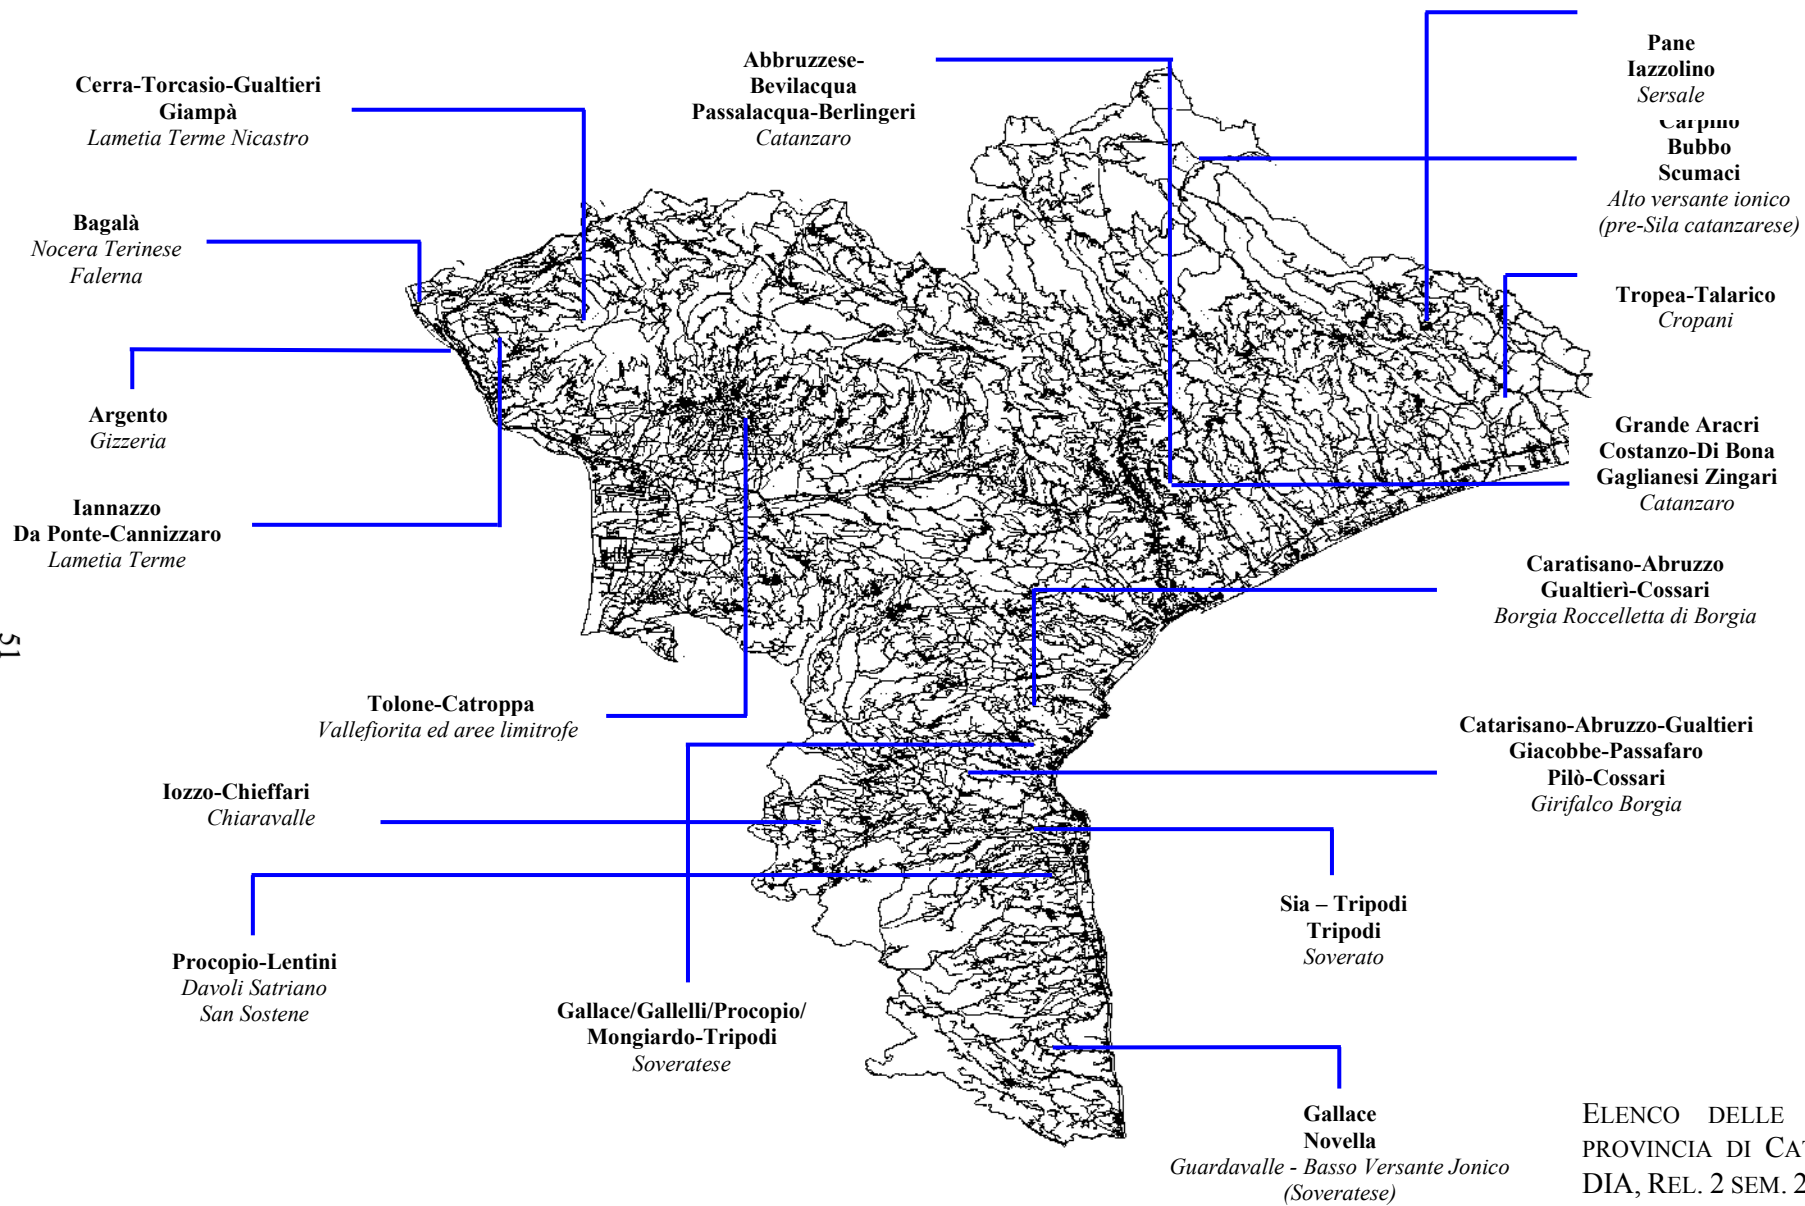 Cerra-Torcasio-Gualtieri
Giampà
Lametia Terme Nicastro
Abbruzzese-
Bevilacqua
Passalacqua-Berlingeri
Catanzaro
Pane
Iazzolino
Sersale
Carpino
Bubbo
Scumaci
Alto versante ionico
(pre-Sila catanzarese)
Bagalà
Nocera Terinese
Falerna
Tropea-Talarico
Cropani
Argento
Gizzeria
Grande Aracri
Costanzo-Di Bona
Gaglianesi Zingari
Catanzaro
Iannazzo
Da Ponte-Cannizzaro
Lametia Terme
Caratisano-Abruzzo
Gualtierì-Cossari
Borgia Roccelletta di Borgia
51
Tolone-Catroppa
Vallefiorita ed aree limitrofe
Catarisano-Abruzzo-Gualtieri
Giacobbe-Passafaro
Pilò-Cossari
Girifalco Borgia
Iozzo-Chieffari
Chiaravalle
Sia – Tripodi
Tripodi
Soverato
Procopio-Lentini
Davoli Satriano
San Sostene
Gallace/Gallelli/Procopio/
Mongiardo-Tripodi
Soveratese
Gallace
Novella
Guardavalle - Basso Versante Jonico
(Soveratese)
ELENCO DELLE
PROVINCIA DI CA
DIA, REL. 2 SEM. 2